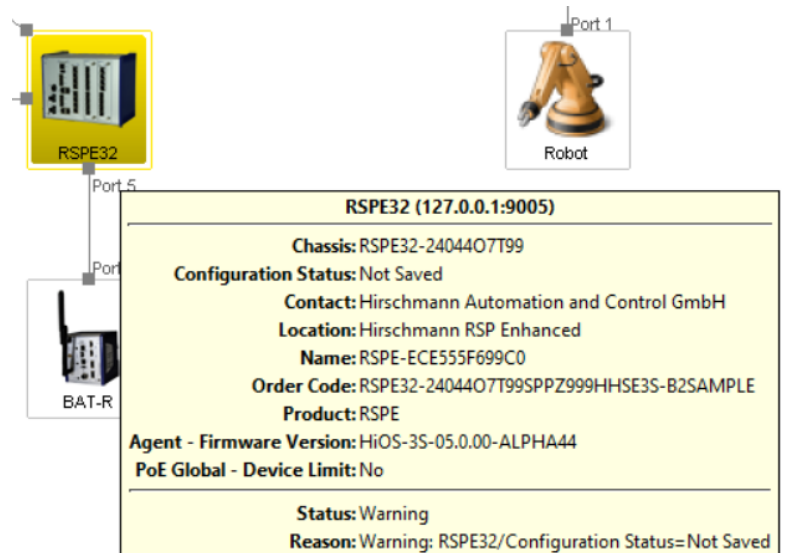 Port 1
RSPE32
Robot
Port 5
RSPE32 (127.0.0.1:9005)
Chassis: RSPE32-24044O7T99
Configuration Status: Not Saved
Port
Contact: Hirschmann Automation and Control GmbH
Location: Hirschmann RSP Enhanced
Name: RSPE-ECE555F699C0
Order Code: RSPE32-24044O7T99SPPZ999HHSE3S-B2SAMPLE
BAT-R
Product: RSPE
Agent - Firmware Version: HiOS-3S-05.0.00-ALPHA44
PoE Global - Device Limit: No
Status: Warning
Reason: Warning: RSPE32/Configuration Status=Not Saved